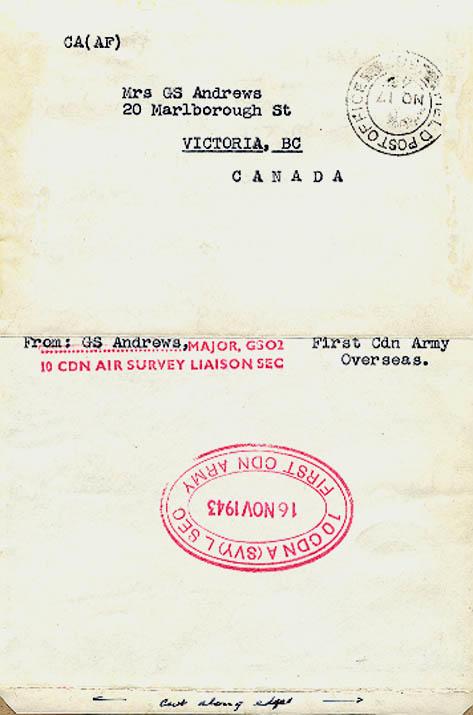 CA(AF)
Mrs GS Andrews
20 Marlborough St
VICTORIA, BC
CANADA
FIELD POST OFFICE
NO 17
From: GS Andrews, MAJOR, GSO2
10 CDN AIR SURVEY LIAISON SEC
First Cdn Army
Overseas.
10 CDN A (SVY) L SEC
16 NOV 1943
FIRST CDN ARMY
Cut along edges